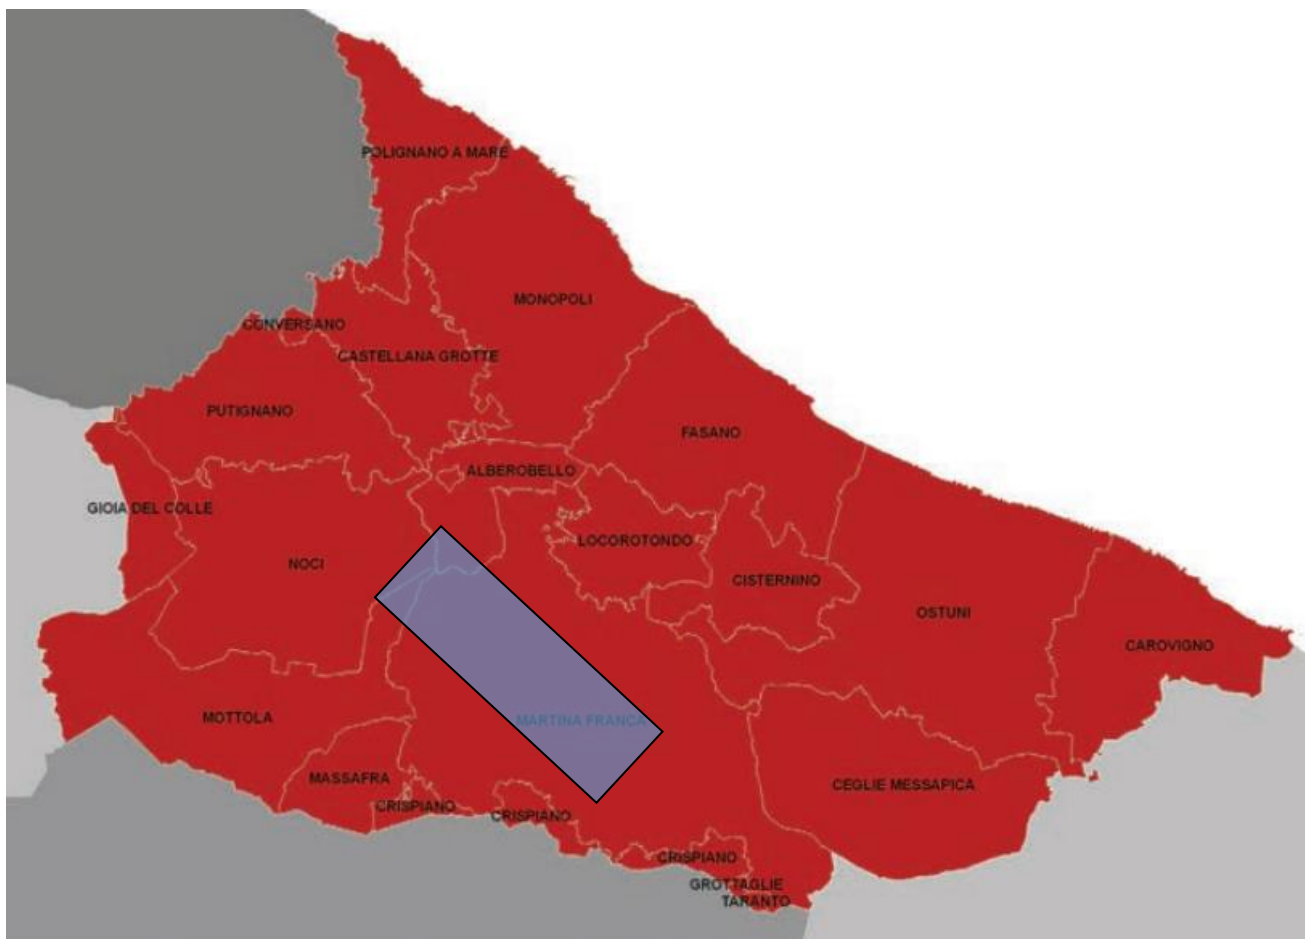 POLIGNANO A MARE
MONOPOLI
CONVERSANO
CASTELLANA GROTTE
PUTIGNANO
FASANO
ALBEROBELLO
GIOIA DEL COLLE
LOCOROTONDO
NOCI
CISTERNINO
OSTUNI
CAROVIGNO
MOTTOLA
MARTINA FRANCA
MASSAFRA
CEGLIE MESSAPICA
CRISPIANO
CRISPIANO
CRISPIANO
GROTTAGLIE
TARANTO